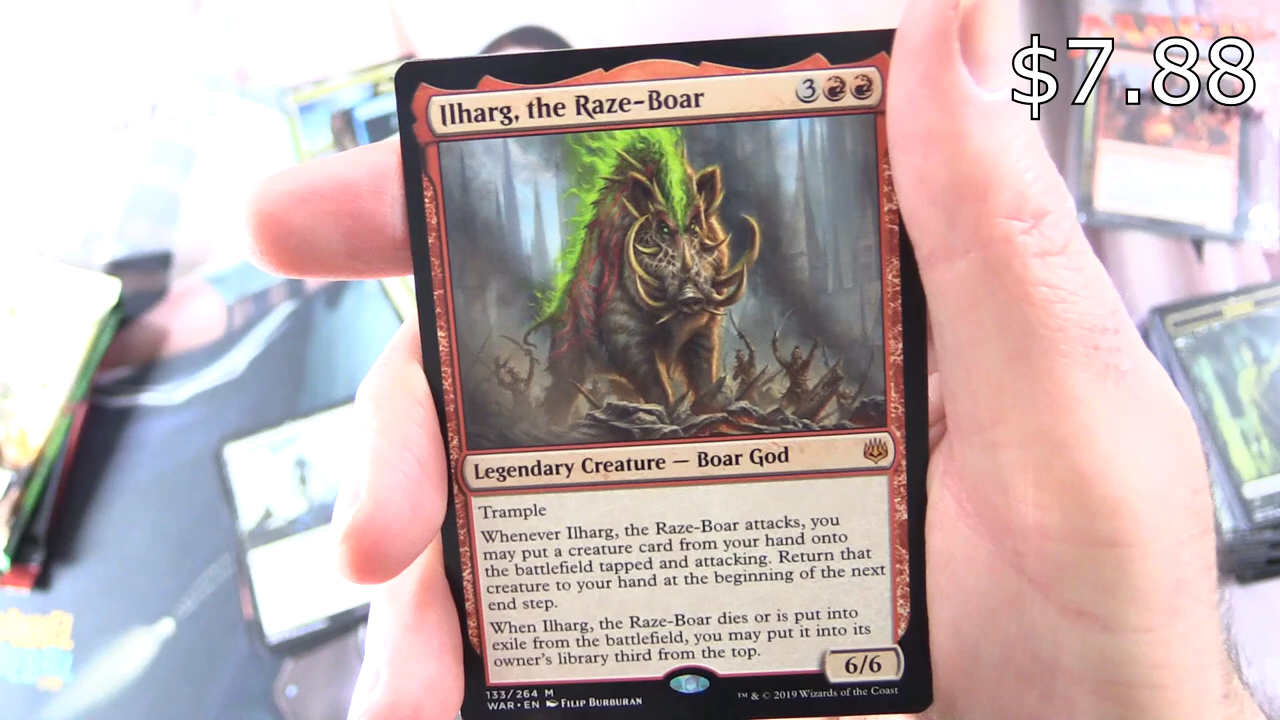 $7.88
Ilharg, the Raze-Boar 3
Legendary Creature — Boar God
Trample
Whenever Ilharg, the Raze-Boar attacks, you
may put a creature card from your hand onto
the battlefield tapped and attacking. Return that
creature to your hand at the beginning of the next
end step.
When Ilharg, the Raze-Boar dies or is put into
exile from the battlefield, you may put it into its
owner's library third from the top.
6/6
133/264 M
WAR • EN Filip Burburan
™ & © 2019 Wizards of the Coast